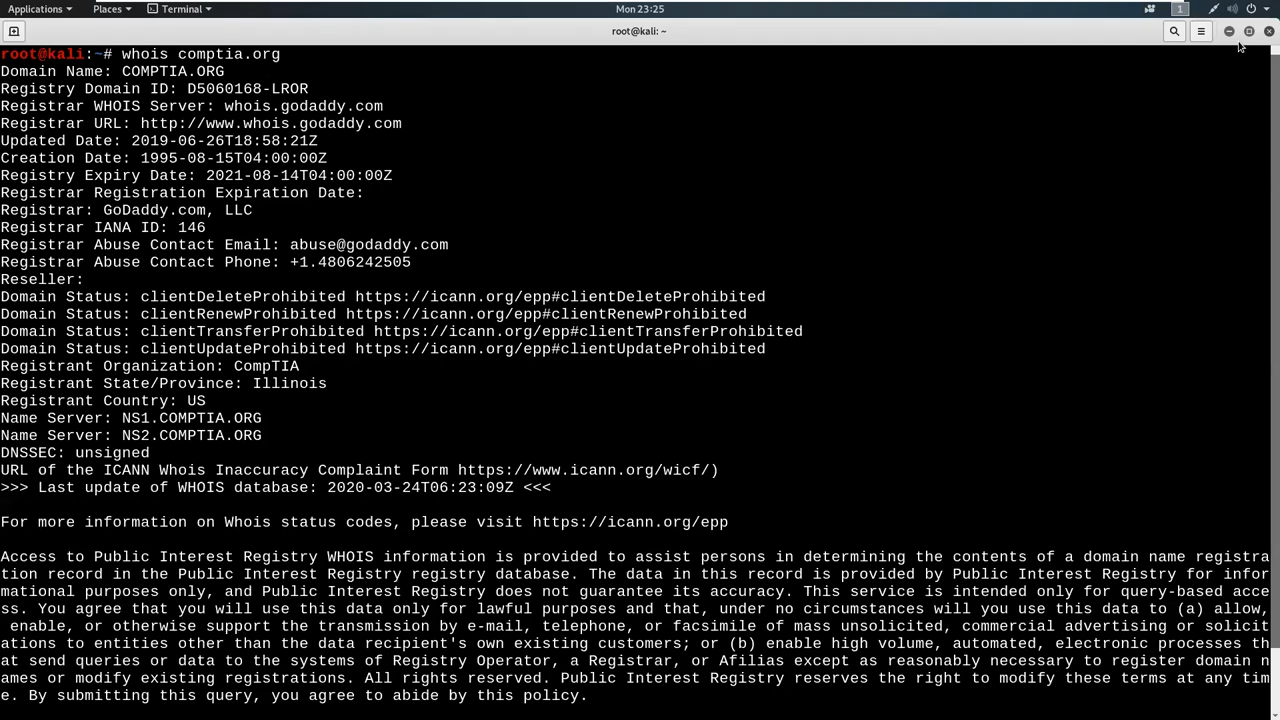 Applications Places Terminal Mon 23:25 1
root@kali: ~
root@kali:~# whois comptia.org
Domain Name: COMPTIA.ORG
Registry Domain ID: D5060168-LROR
Registrar WHOIS Server: whois.godaddy.com
Registrar URL: http://www.whois.godaddy.com
Updated Date: 2019-06-26T18:58:21Z
Creation Date: 1995-08-15T04:00:00Z
Registry Expiry Date: 2021-08-14T04:00:00Z
Registrar Registration Expiration Date:
Registrar: GoDaddy.com, LLC
Registrar IANA ID: 146
Registrar Abuse Contact Email: abuse@godaddy.com
Registrar Abuse Contact Phone: +1.4806242505
Reseller:
Domain Status: clientDeleteProhibited https://icann.org/epp#clientDeleteProhibited
Domain Status: clientRenewProhibited https://icann.org/epp#clientRenewProhibited
Domain Status: clientTransferProhibited https://icann.org/epp#clientTransferProhibited
Domain Status: clientUpdateProhibited https://icann.org/epp#clientUpdateProhibited
Registrant Organization: CompTIA
Registrant State/Province: Illinois
Registrant Country: US
Name Server: NS1.COMPTIA.ORG
Name Server: NS2.COMPTIA.ORG
DNSSEC: unsigned
URL of the ICANN Whois Inaccuracy Complaint Form https://www.icann.org/wicf/)
>>> Last update of WHOIS database: 2020-03-24T06:23:09Z <<<
For more information on Whois status codes, please visit https://icann.org/epp
Access to Public Interest Registry WHOIS information is provided to assist persons in determining the contents of a domain name registra
tion record in the Public Interest Registry registry database. The data in this record is provided by Public Interest Registry for infor
mational purposes only, and Public Interest Registry does not guarantee its accuracy. This service is intended only for query-based acce
ss. You agree that you will use this data only for lawful purposes and that, under no circumstances will you use this data to (a) allow,
 enable, or otherwise support the transmission by e-mail, telephone, or facsimile of mass unsolicited, commercial advertising or solicit
ations to entities other than the data recipient's own existing customers; or (b) enable high volume, automated, electronic processes th
at send queries or data to the systems of Registry Operator, a Registrar, or Afilias except as reasonably necessary to register domain n
ames or modify existing registrations. All rights reserved. Public Interest Registry reserves the right to modify these terms at any tim
e. By submitting this query, you agree to abide by this policy.